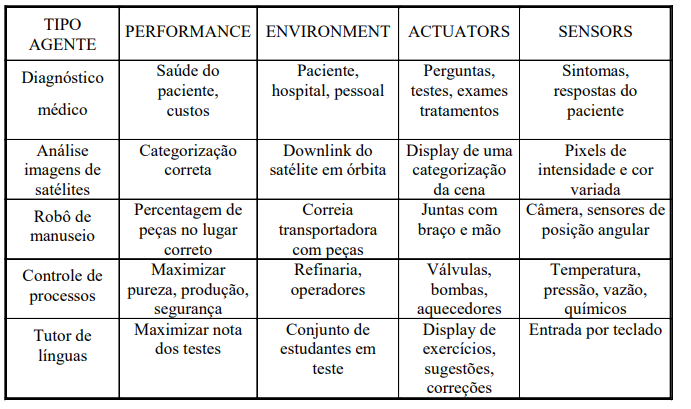 TIPO
AGENTE
PERFORMANCE
ENVIRONMENT
ACTUATORS
SENSORS
Diagnóstico
médico
Saúde do
paciente,
custos
Paciente,
hospital, pessoal
Perguntas,
testes, exames
tratamentos
Sintomas,
respostas do
paciente
Análise
imagens de
satélites
Categorização
correta
Downlink do
satélite em órbita
Display de uma
categorização
da cena
Pixels de
intensidade e cor
variada
Robô de
manuseio
Percentagem de
peças no lugar
correto
Correia
transportadora
com peças
Juntas com
braço e mão
Câmera, sensores de
posição angular
Controle de
processos
Maximizar
pureza, produção,
segurança
Refinaria,
operadores
Válvulas,
bombas,
aquecedores
Temperatura,
pressão, vazão,
químicos
Tutor de
línguas
Maximizar nota
dos testes
Conjunto de
estudantes em
teste
Display de
exercícios,
sugestões,
correções
Entrada por teclado